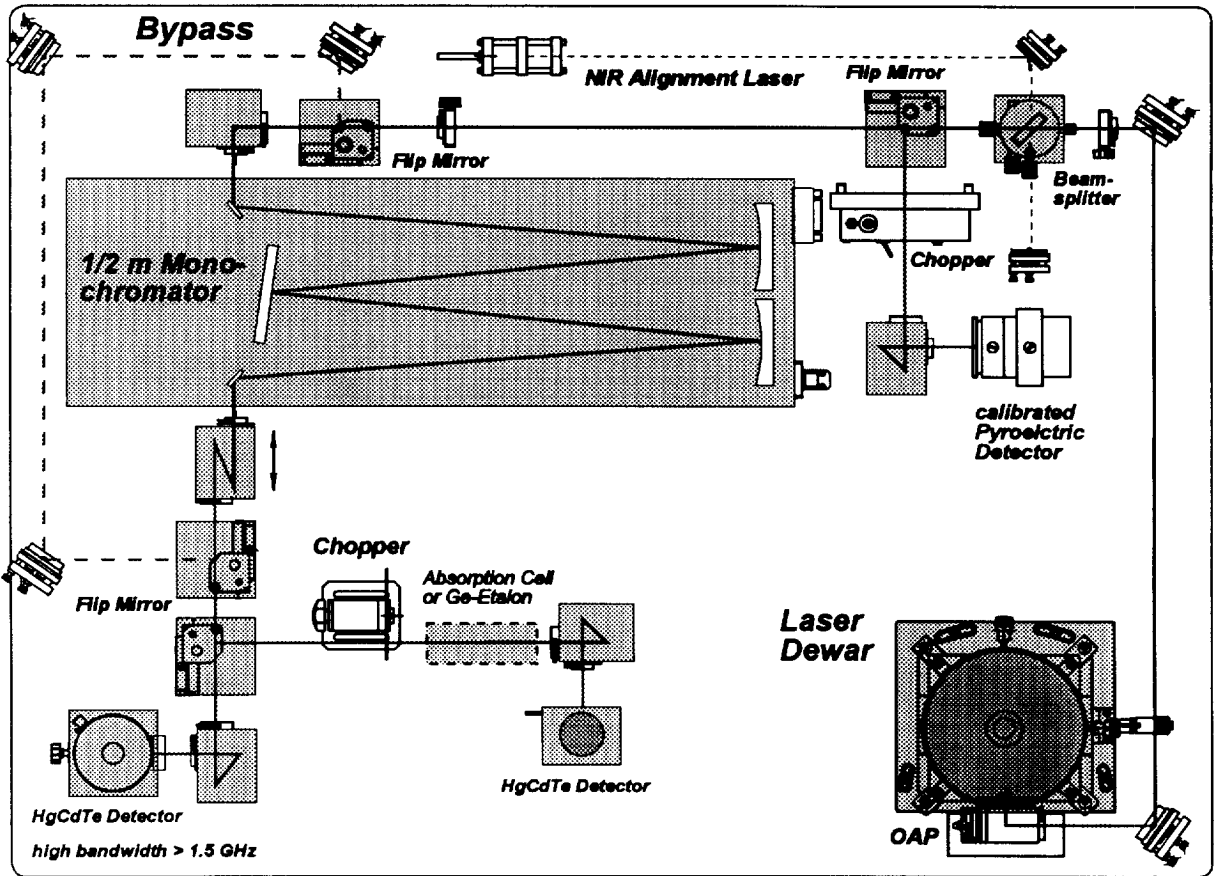 Bypass
NIR Alignment Laser
Flip Mirror
Flip Mirror
Beam-
splitter
1/2 m Mono-
chromator
Chopper
calibrated
Pyroelctric
Detector
Chopper
Absorption Cell
or Ge-Etalon
Flip Mirror
Laser
Dewar
HgCdTe Detector
HgCdTe Detector
high bandwidth > 1.5 GHz
OAP